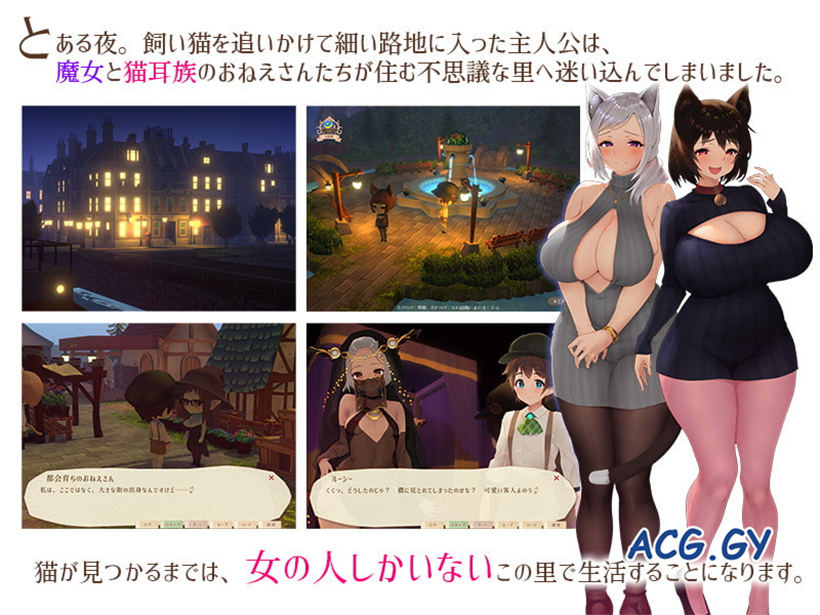 とある夜。飼い猫を追いかけて細い路地に入った主人公は、
魔女と猫耳族のおねえさんたちが住む不思議な里へ迷い込んでしまいました。
都会育ちのおねえさん
私は、ここではなく、大きな街の出身なんですけど
ルーシー
くくっ、どうしたのじゃ? 儂に見とれてしまったのかな? 可愛い客人よのう
ACG.GY
猫が見つかるまでは、女の人しかいないこの里で生活することになります。